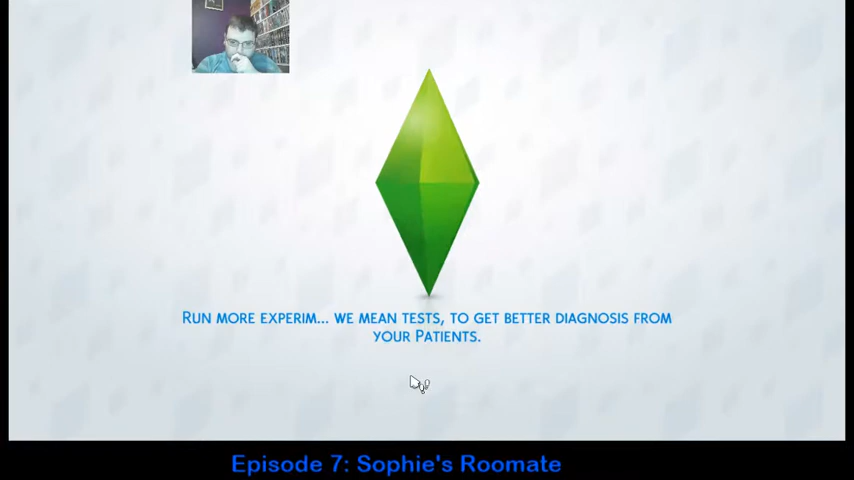 Run more experim... we mean tests, to get better diagnosis from
your Patients.
Episode 7: Sophie's Roomate